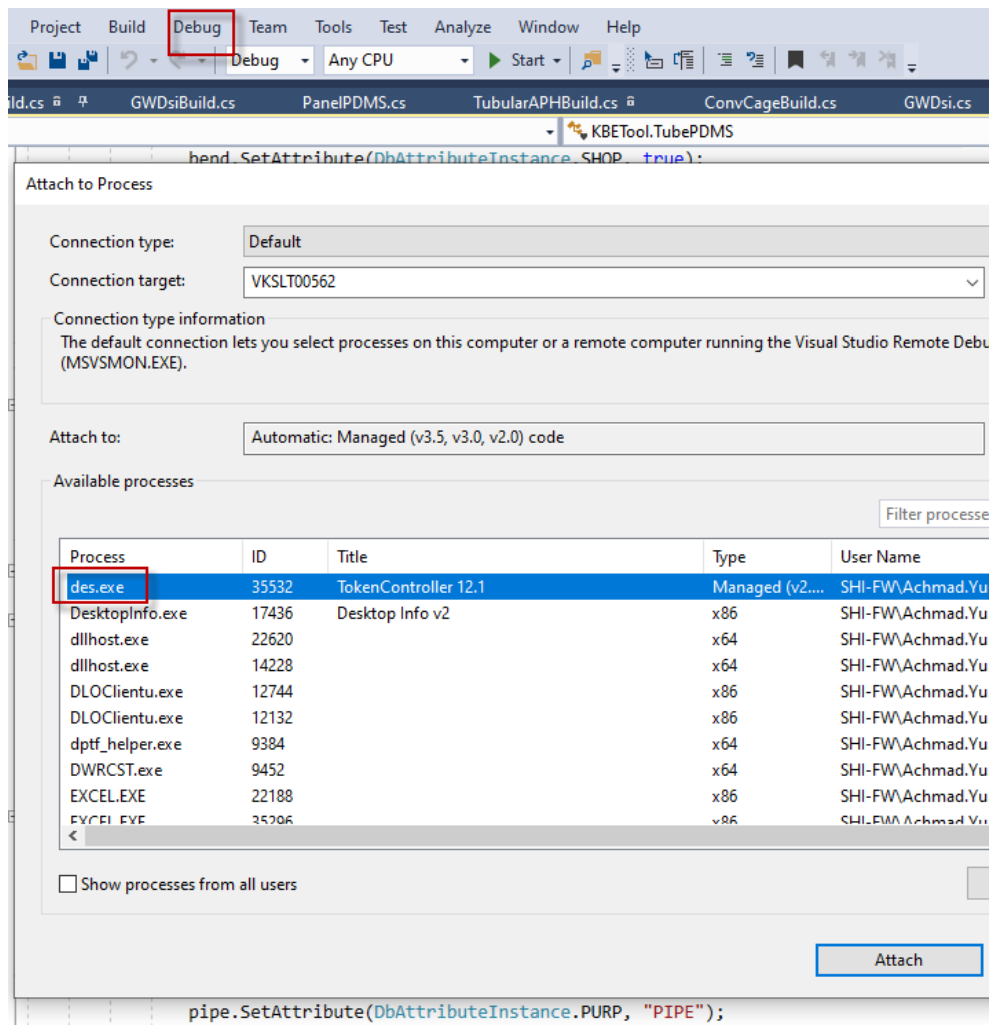 Project Build Debug Team Tools Test Analyze Window Help
Debug Any CPU Start
ild.cs GWDsiBuild.cs PanelPDMS.cs TubularAPHBuild.cs ConvCageBuild.cs GWDsi.cs
KBETool.TubePDMS
bend.SetAttribute(DbAttributeInstance.SHOP, true);
Attach to Process
Connection type: Default
Connection target: VKSLT00562
Connection type information
The default connection lets you select processes on this computer or a remote computer running the Visual Studio Remote Debu
(MSVSMON.EXE).
Attach to: Automatic: Managed (v3.5, v3.0, v2.0) code
Available processes
Filter processe
Process ID Title Type User Name
des.exe 35532 TokenController 12.1 Managed (v2.... SHI-FW\Achmad.Yu
DesktopInfo.exe 17436 Desktop Info v2 x86 SHI-FW\Achmad.Yu
dllhost.exe 22620 x64 SHI-FW\Achmad.Yu
dllhost.exe 14228 x64 SHI-FW\Achmad.Yu
DLOClientu.exe 12744 x86 SHI-FW\Achmad.Yu
DLOClientu.exe 12132 x86 SHI-FW\Achmad.Yu
dptf_helper.exe 9384 x64 SHI-FW\Achmad.Yu
DWRCST.exe 9452 x64 SHI-FW\Achmad.Yu
EXCEL.EXE 22188 x86 SHI-FW\Achmad.Yu
EXCEL.EXE 35296 x86 SHI-FW\Achmad.Yu
Show processes from all users
Attach
pipe.SetAttribute(DbAttributeInstance.PURP, "PIPE");